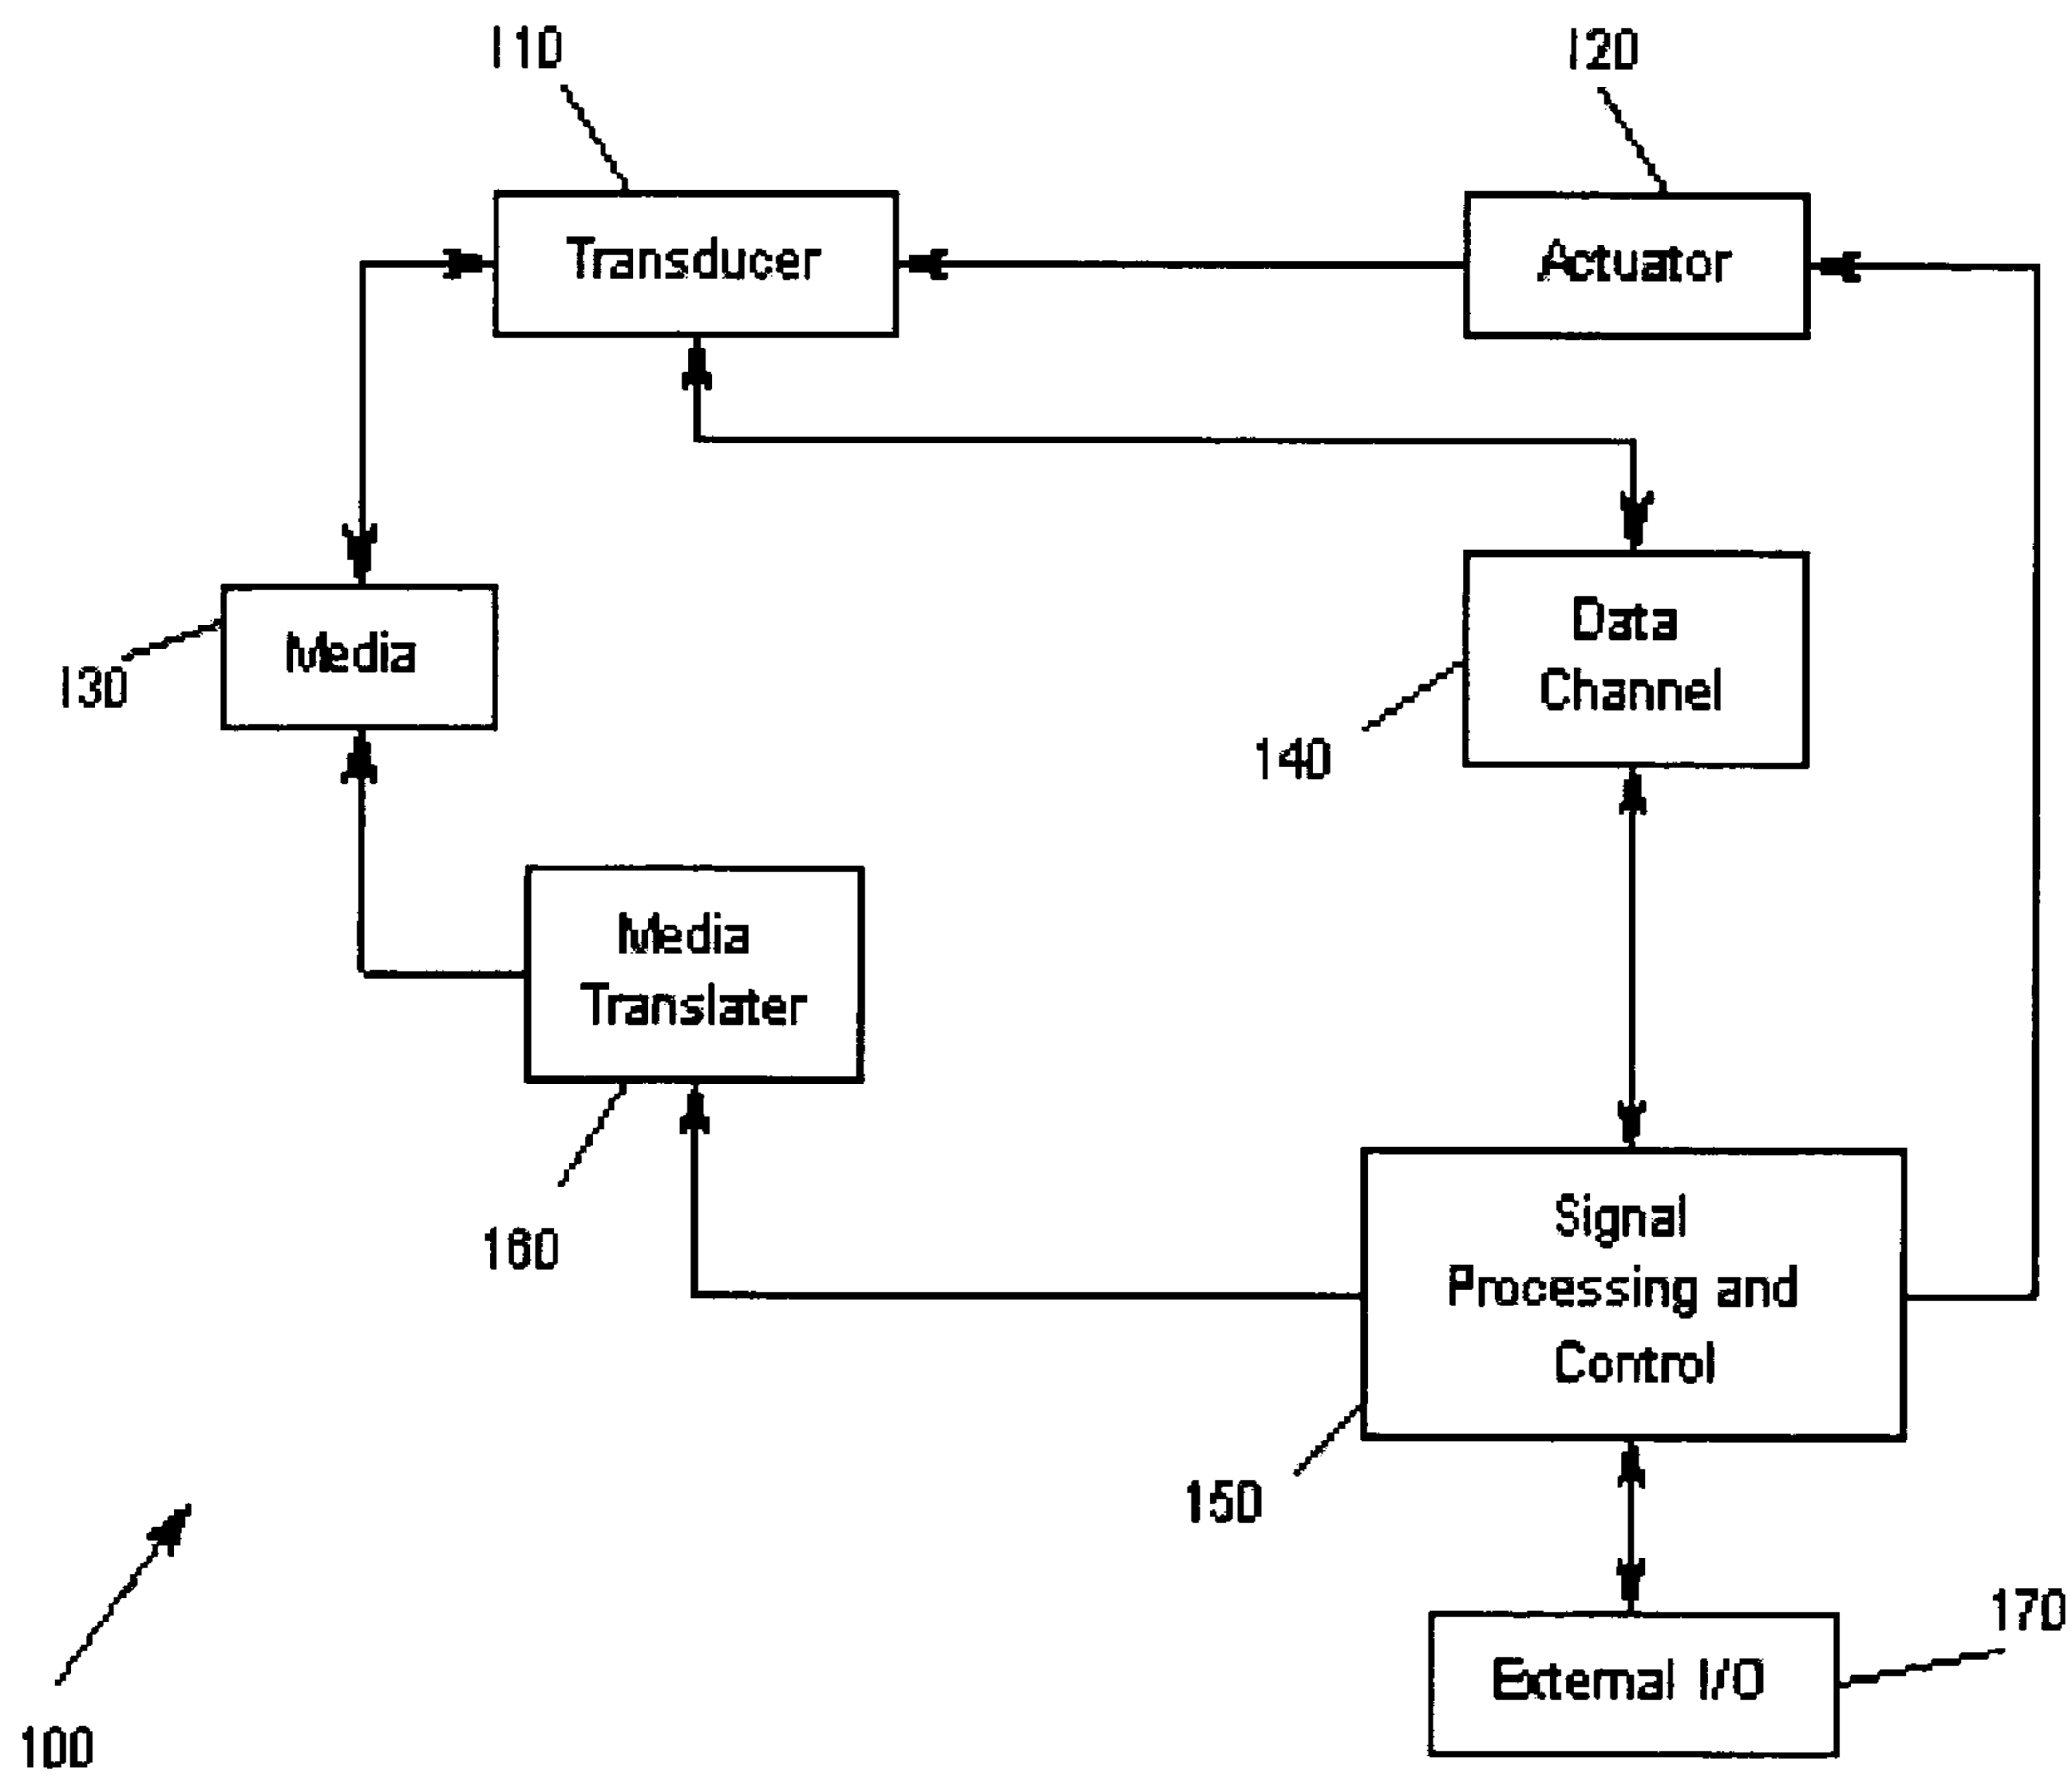 110
120
Transducer
Actuator
Media
130
Data
Channel
140
Media
Translater
160
Signal
Processing and
Control
150
External I/O
170
100